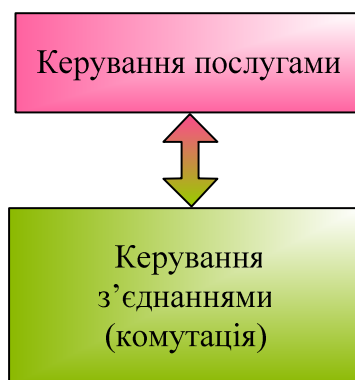 Керування послугами
Керування
з’єднаннями
(комутація)